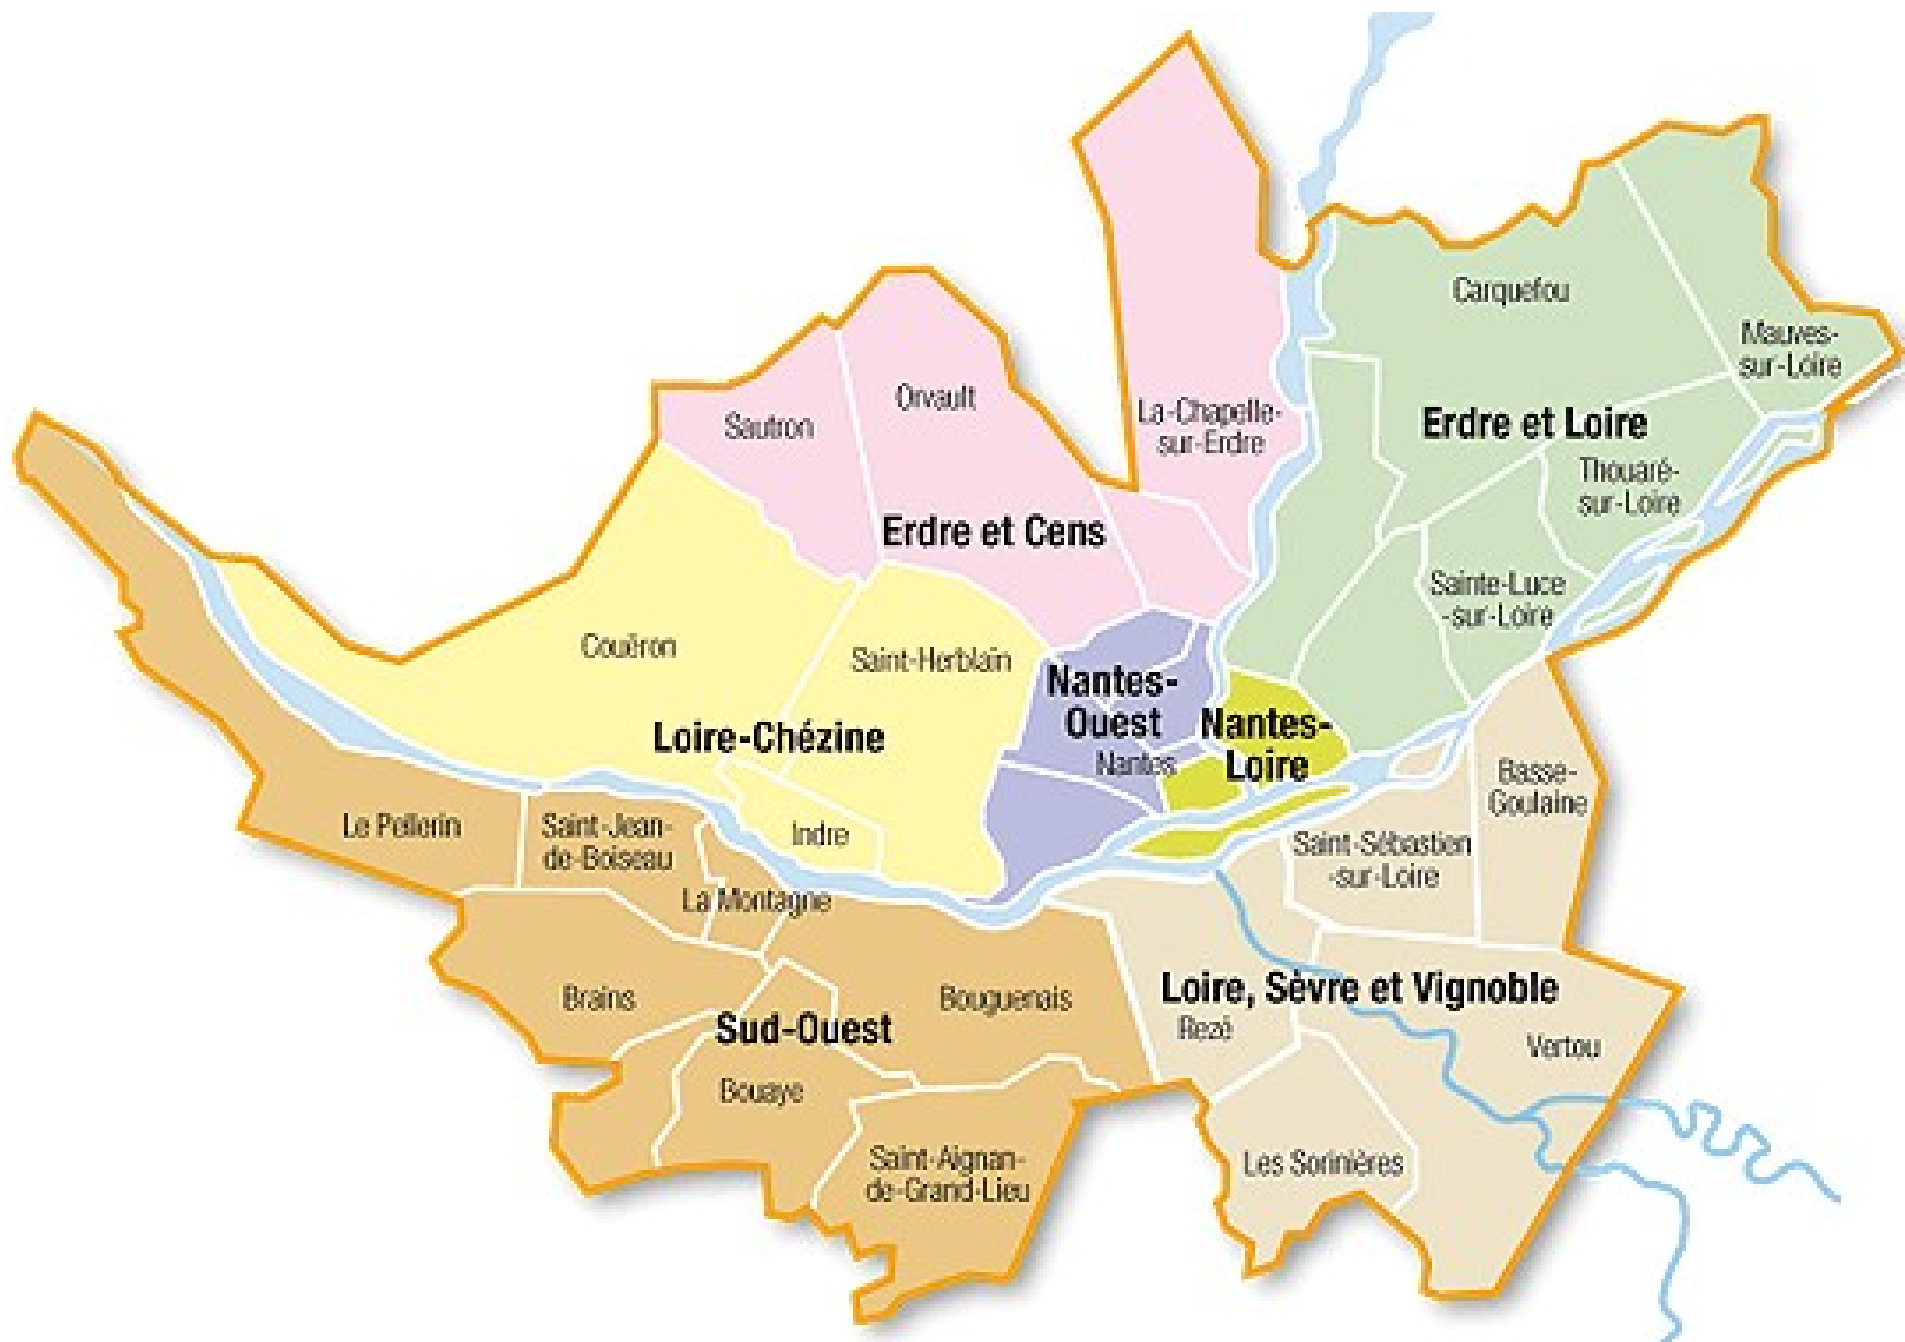 Carquefou
Mauves-
sur-Loire
Orvault
Sautron
La-Chapelle-
sur-Erdre
Erdre et Loire
Thouaré-
sur-Loire
Erdre et Cens
Sainte-Luce
-sur-Loire
Couëron
Saint-Herblain
Nantes-
Ouest
Nantes
Nantes-
Loire
Loire-Chézine
Basse-
Goulaine
Le Pellerin
Saint-Jean-
de-Boiseau
Indre
Saint-Sébastien
-sur-Loire
La Montagne
Brains
Bouguenais
Loire, Sèvre et Vignoble
Rezé
Vertou
Sud-Ouest
Bouaye
Saint-Aignan-
de-Grand-Lieu
Les Sorinières